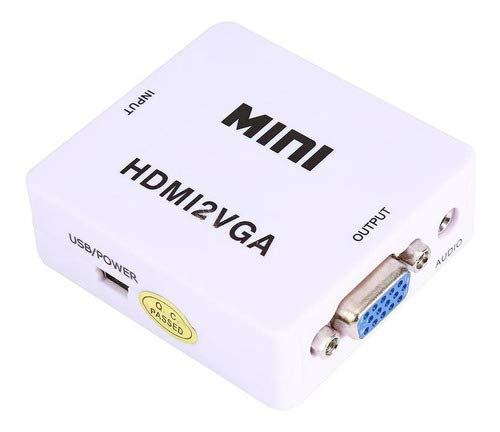 INPUT
MINI
HDMI2VGA
OUTPUT
AUDIO
USB/POWER
Q.C
PASSED